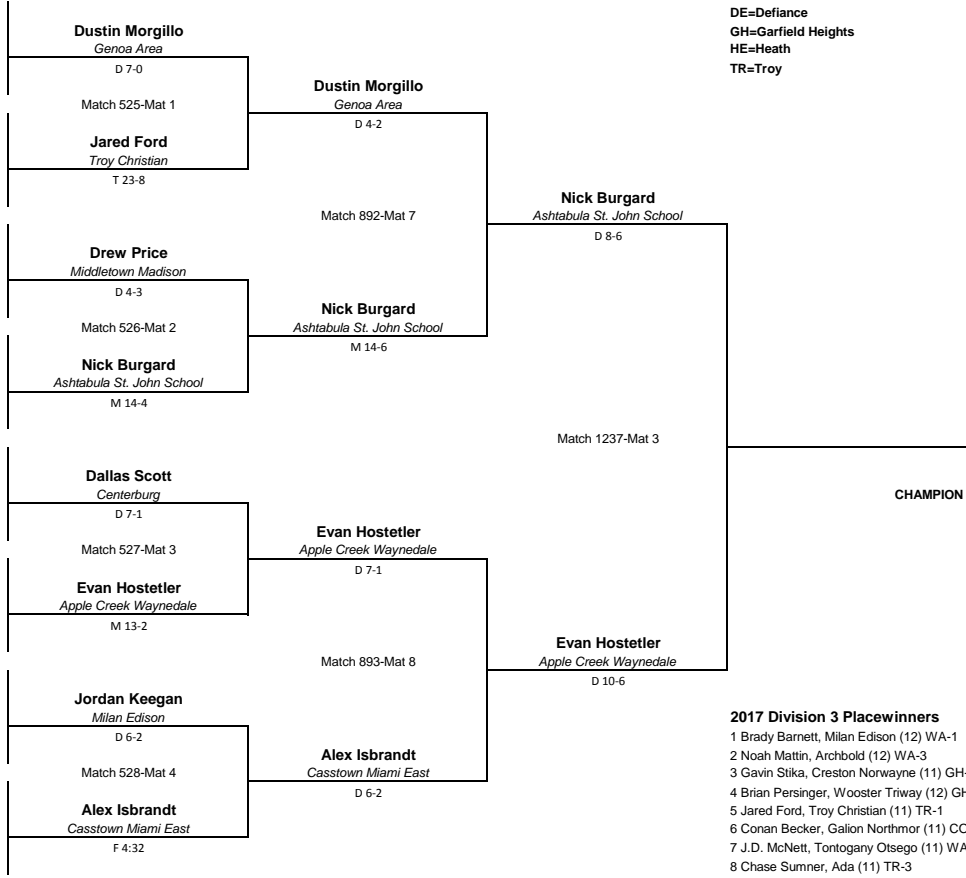 DE=Defiance
GH=Garfield Heights
HE=Heath
TR=Troy
Dustin Morgillo
Genoa Area
D 7-0
Match 525-Mat 1
Jared Ford
Troy Christian
T 23-8
Dustin Morgillo
Genoa Area
D 4-2
Match 892-Mat 7
Drew Price
Middletown Madison
D 4-3
Match 526-Mat 2
Nick Burgard
Ashtabula St. John School
M 14-4
Nick Burgard
Ashtabula St. John School
M 14-6
Nick Burgard
Ashtabula St. John School
D 8-6
Match 1237-Mat 3
CHAMPION
Dallas Scott
Centerburg
D 7-1
Match 527-Mat 3
Evan Hostetler
Apple Creek Waynedale
M 13-2
Evan Hostetler
Apple Creek Waynedale
D 7-1
Match 893-Mat 8
Jordan Keegan
Milan Edison
D 6-2
Match 528-Mat 4
Alex Isbrandt
Casstown Miami East
F 4:32
Alex Isbrandt
Casstown Miami East
D 6-2
Evan Hostetler
Apple Creek Waynedale
D 10-6
2017 Division 3 Placewinners
1 Brady Barnett, Milan Edison (12) WA-1
2 Noah Mattin, Archbold (12) WA-3
3 Gavin Stika, Creston Norwayne (11) GH-
4 Brian Persinger, Wooster Triway (12) GH
5 Jared Ford, Troy Christian (11) TR-1
6 Conan Becker, Galion Northmor (11) CO
7 J.D. McNett, Tontogany Otsego (11) WA
8 Chase Sumner, Ada (11) TR-3